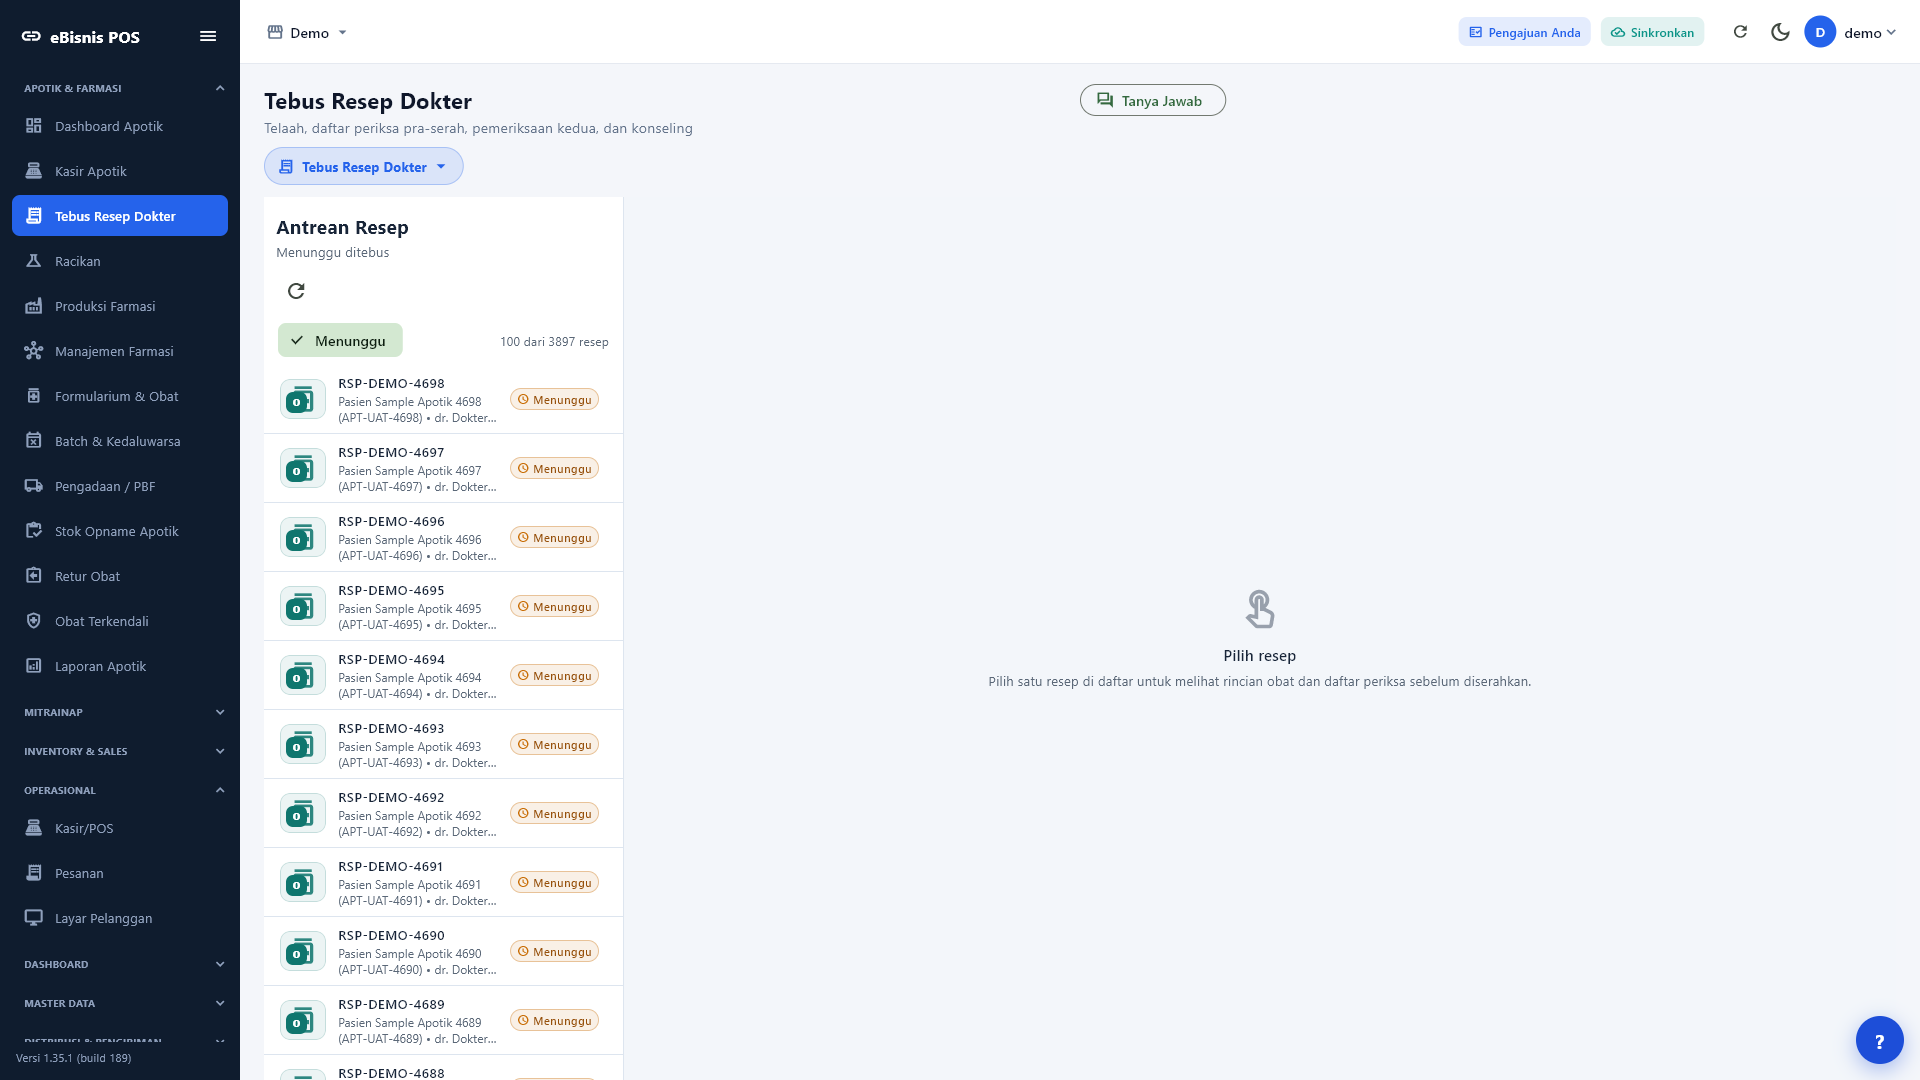 eBisnis POS
APOTIK & FARMASI
Dashboard Apotik
Kasir Apotik
Tebus Resep Dokter
Racikan
Produksi Farmasi
Manajemen Farmasi
Formularium & Obat
Batch & Kedaluwarsa
Pengadaan / PBF
Stok Opname Apotik
Retur Obat
Obat Terkendali
Laporan Apotik
MITRAINAP
INVENTORY & SALES
OPERASIONAL
Kasir/POS
Pesanan
Layar Pelanggan
DASHBOARD
MASTER DATA
DISTRIBUSI & PENGIRIMAN
Versi 1.35.1 (build 189)
Demo
Pengajuan Anda
Sinkronkan
D
demo
Tebus Resep Dokter
Telaah, daftar periksa pra-serah, pemeriksaan kedua, dan konseling
Tanya Jawab
Tebus Resep Dokter
Antrean Resep
Menunggu ditebus
Menunggu
100 dari 3897 resep
0
RSP-DEMO-4698
Pasien Sample Apotik 4698
(APT-UAT-4698) • dr. Dokter...
Menunggu
0
RSP-DEMO-4697
Pasien Sample Apotik 4697
(APT-UAT-4697) • dr. Dokter...
Menunggu
0
RSP-DEMO-4696
Pasien Sample Apotik 4696
(APT-UAT-4696) • dr. Dokter...
Menunggu
0
RSP-DEMO-4695
Pasien Sample Apotik 4695
(APT-UAT-4695) • dr. Dokter...
Menunggu
0
RSP-DEMO-4694
Pasien Sample Apotik 4694
(APT-UAT-4694) • dr. Dokter...
Menunggu
0
RSP-DEMO-4693
Pasien Sample Apotik 4693
(APT-UAT-4693) • dr. Dokter...
Menunggu
0
RSP-DEMO-4692
Pasien Sample Apotik 4692
(APT-UAT-4692) • dr. Dokter...
Menunggu
0
RSP-DEMO-4691
Pasien Sample Apotik 4691
(APT-UAT-4691) • dr. Dokter...
Menunggu
0
RSP-DEMO-4690
Pasien Sample Apotik 4690
(APT-UAT-4690) • dr. Dokter...
Menunggu
0
RSP-DEMO-4689
Pasien Sample Apotik 4689
(APT-UAT-4689) • dr. Dokter...
Menunggu
RSP-DEMO-4688
Pilih resep
Pilih satu resep di daftar untuk melihat rincian obat dan daftar periksa sebelum diserahkan.
?